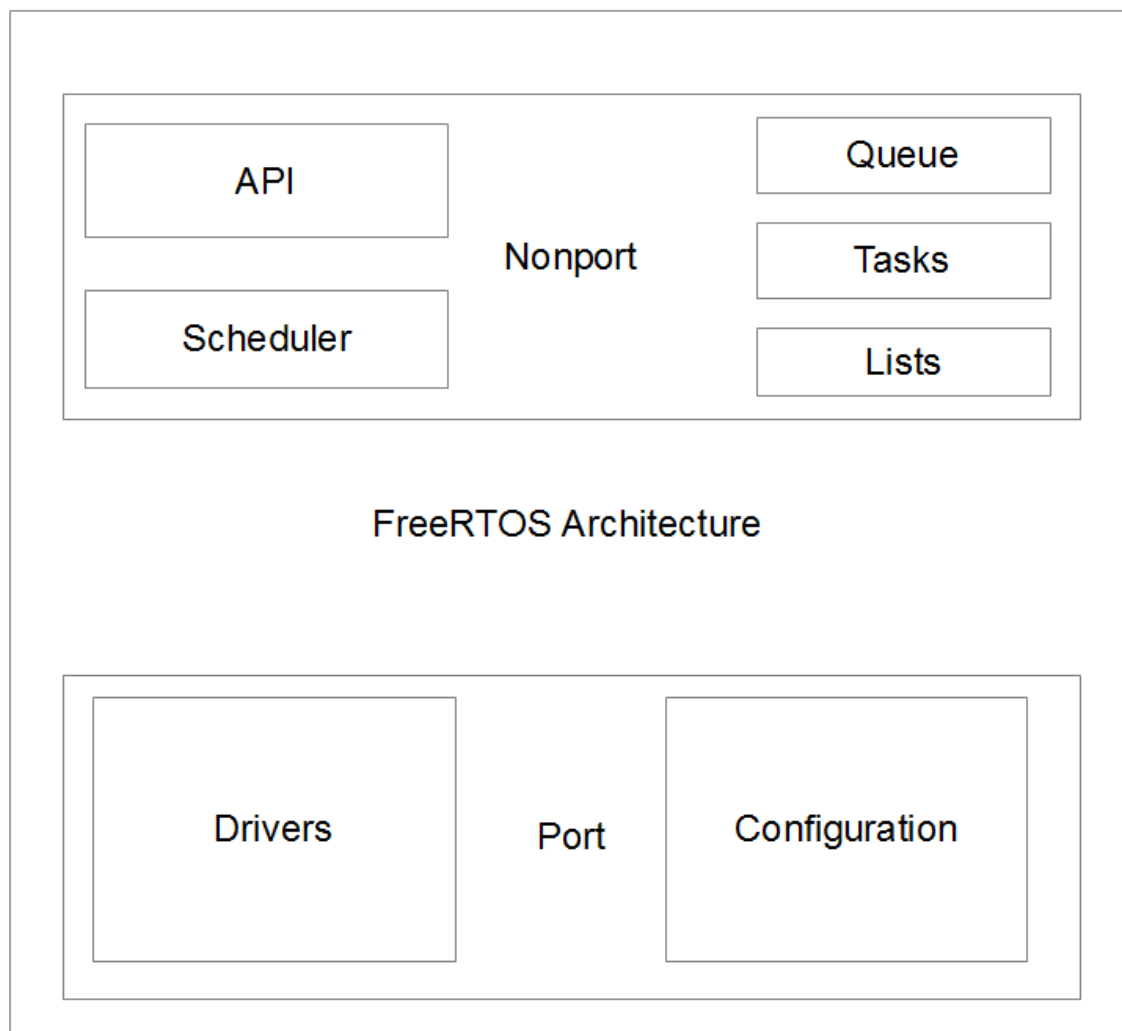 API
Scheduler
Nonport
Queue
Tasks
Lists
FreeRTOS Architecture
Drivers
Port
Configuration